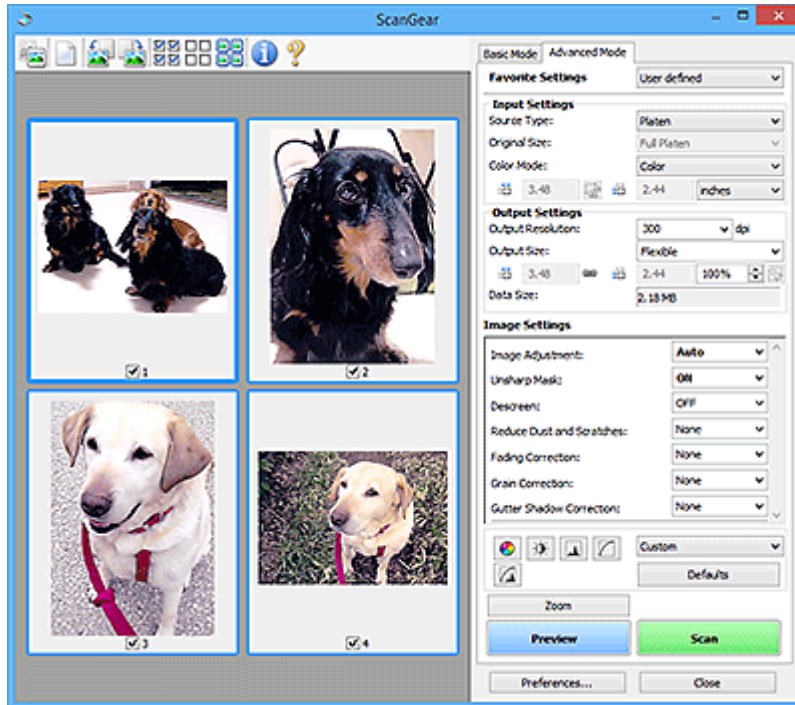 ScanGear
Basic Mode Advanced Mode
Favorite Settings User defined
Input Settings
Source Type: Platen
Original Size: Full Platen
Color Mode: Color
3.48 2.44 inches
Output Settings
Output Resolution: 300 dpi
Output Size: Flexible
3.48 2.44 100%
Data Size: 2.18 MB
Image Settings
Image Adjustment: Auto
Unsharp Mask: ON
Descreen: OFF
Reduce Dust and Scratches: None
Fading Correction: None
Grain Correction: None
Gutter Shadow Correction: None
Custom
Defaults
Zoom
Preview Scan
Preferences... Close
1
2
3
4